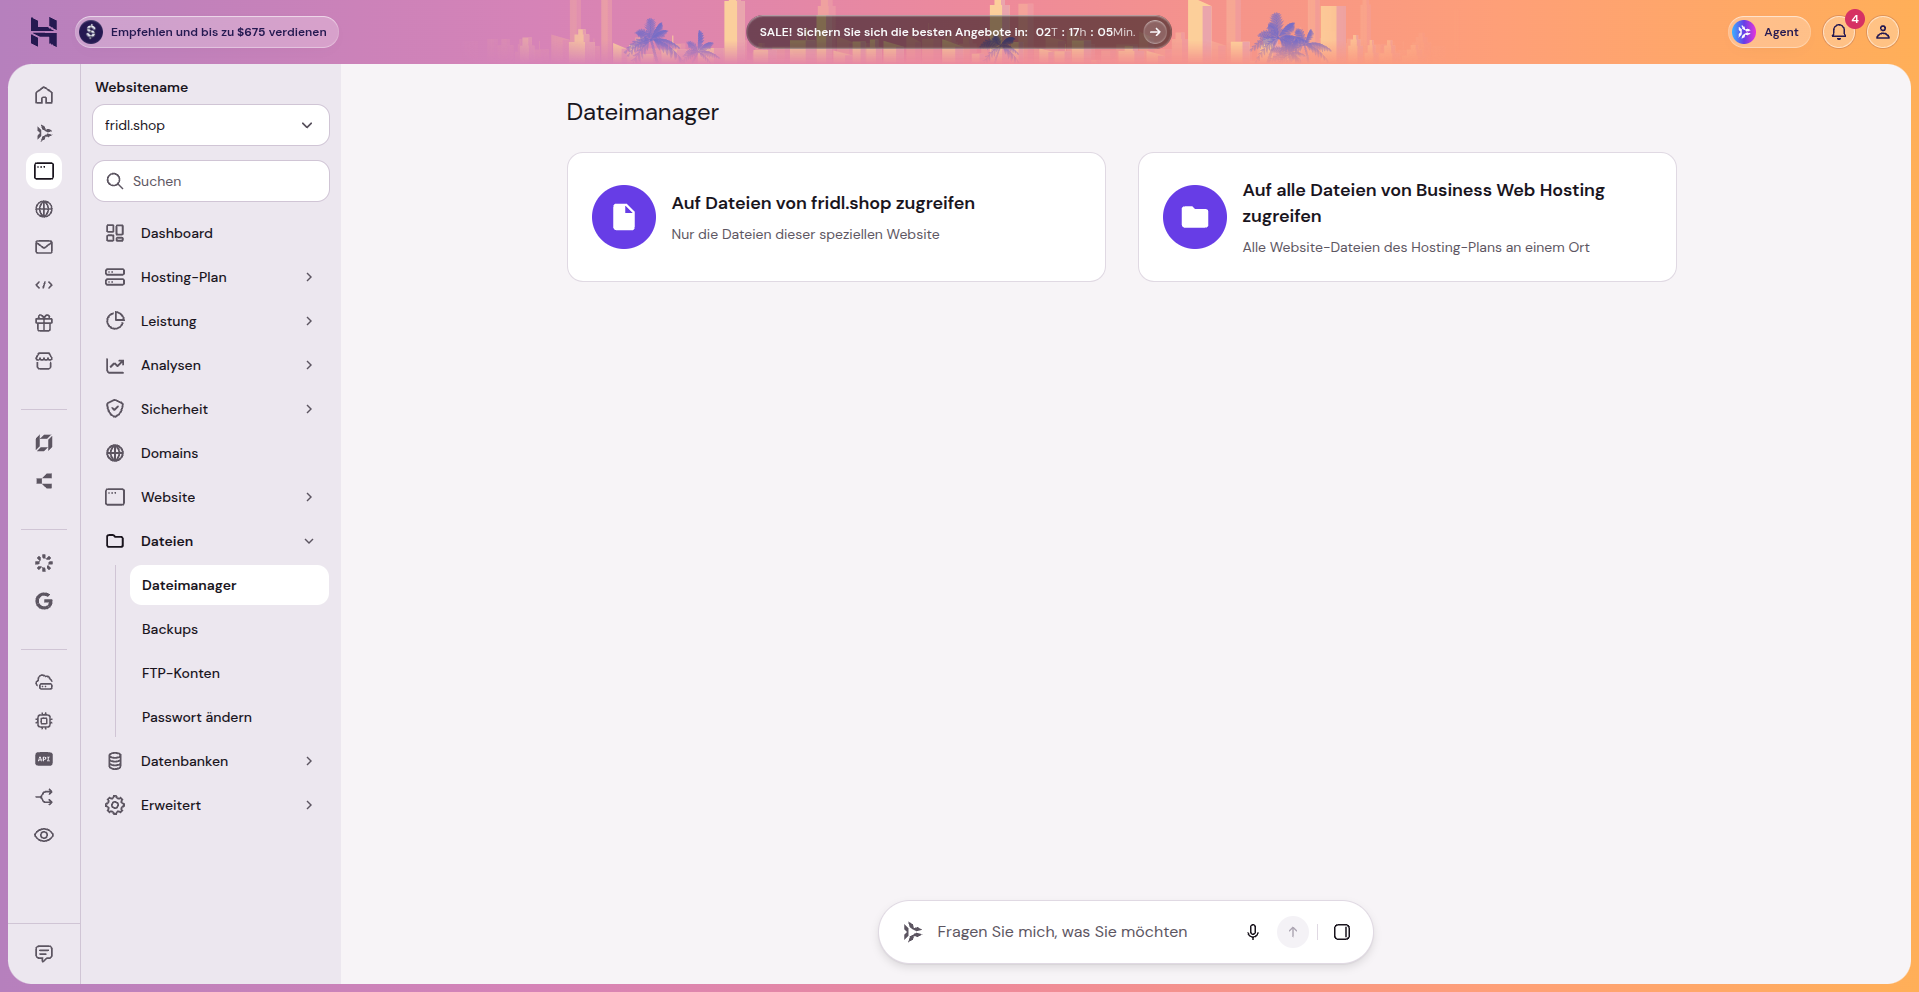 Empfehlen und bis zu $675 verdienen
SALE! Sichern Sie sich die besten Angebote in: 02T : 17h : 05Min.
Agent
4
Websitename
fridl.shop
Suchen
Dashboard
Hosting-Plan
Leistung
Analysen
Sicherheit
Domains
Website
Dateien
Dateimanager
Backups
FTP-Konten
Passwort ändern
Datenbanken
Erweitert
API
Dateimanager
Auf Dateien von fridl.shop zugreifen
Nur die Dateien dieser speziellen Website
Auf alle Dateien von Business Web Hosting
zugreifen
Alle Website-Dateien des Hosting-Plans an einem Ort
Fragen Sie mich, was Sie möchten